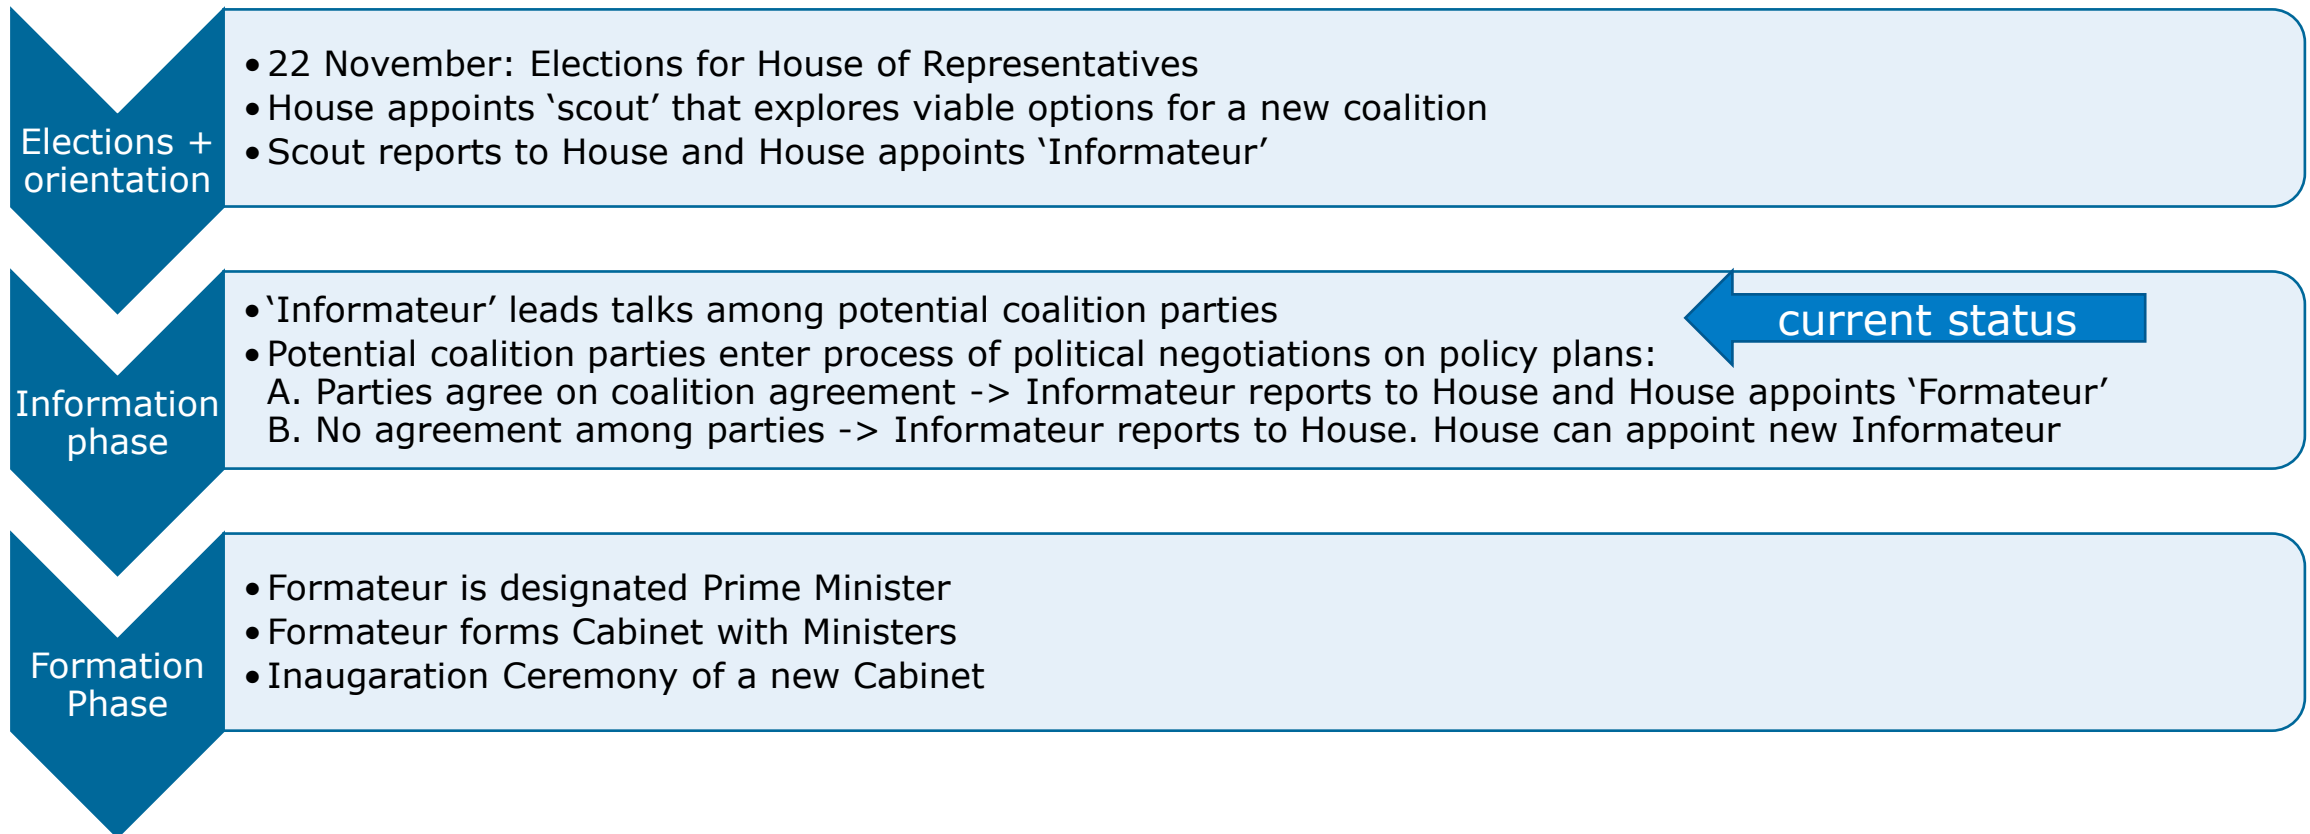 Elections +
orientation
•22 November: Elections for House of Representatives
•House appoints ‘scout’ that explores viable options for a new coalition
•Scout reports to House and House appoints ‘Informateur’
Information
phase
•‘Informateur’ leads talks among potential coalition parties
current status
•Potential coalition parties enter process of political negotiations on policy plans:
A. Parties agree on coalition agreement -> Informateur reports to House and House appoints ‘Formateur’
B. No agreement among parties -> Informateur reports to House. House can appoint new Informateur
Formation
Phase
•Formateur is designated Prime Minister
•Formateur forms Cabinet with Ministers
•Inaugaration Ceremony of a new Cabinet